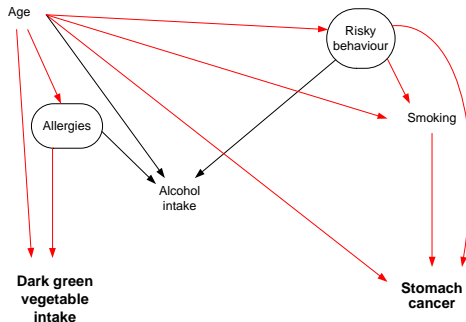 Age
Risky
behaviour
Allergies
Smoking
Alcohol
intake
Dark green
vegetable
intake
Stomach
cancer